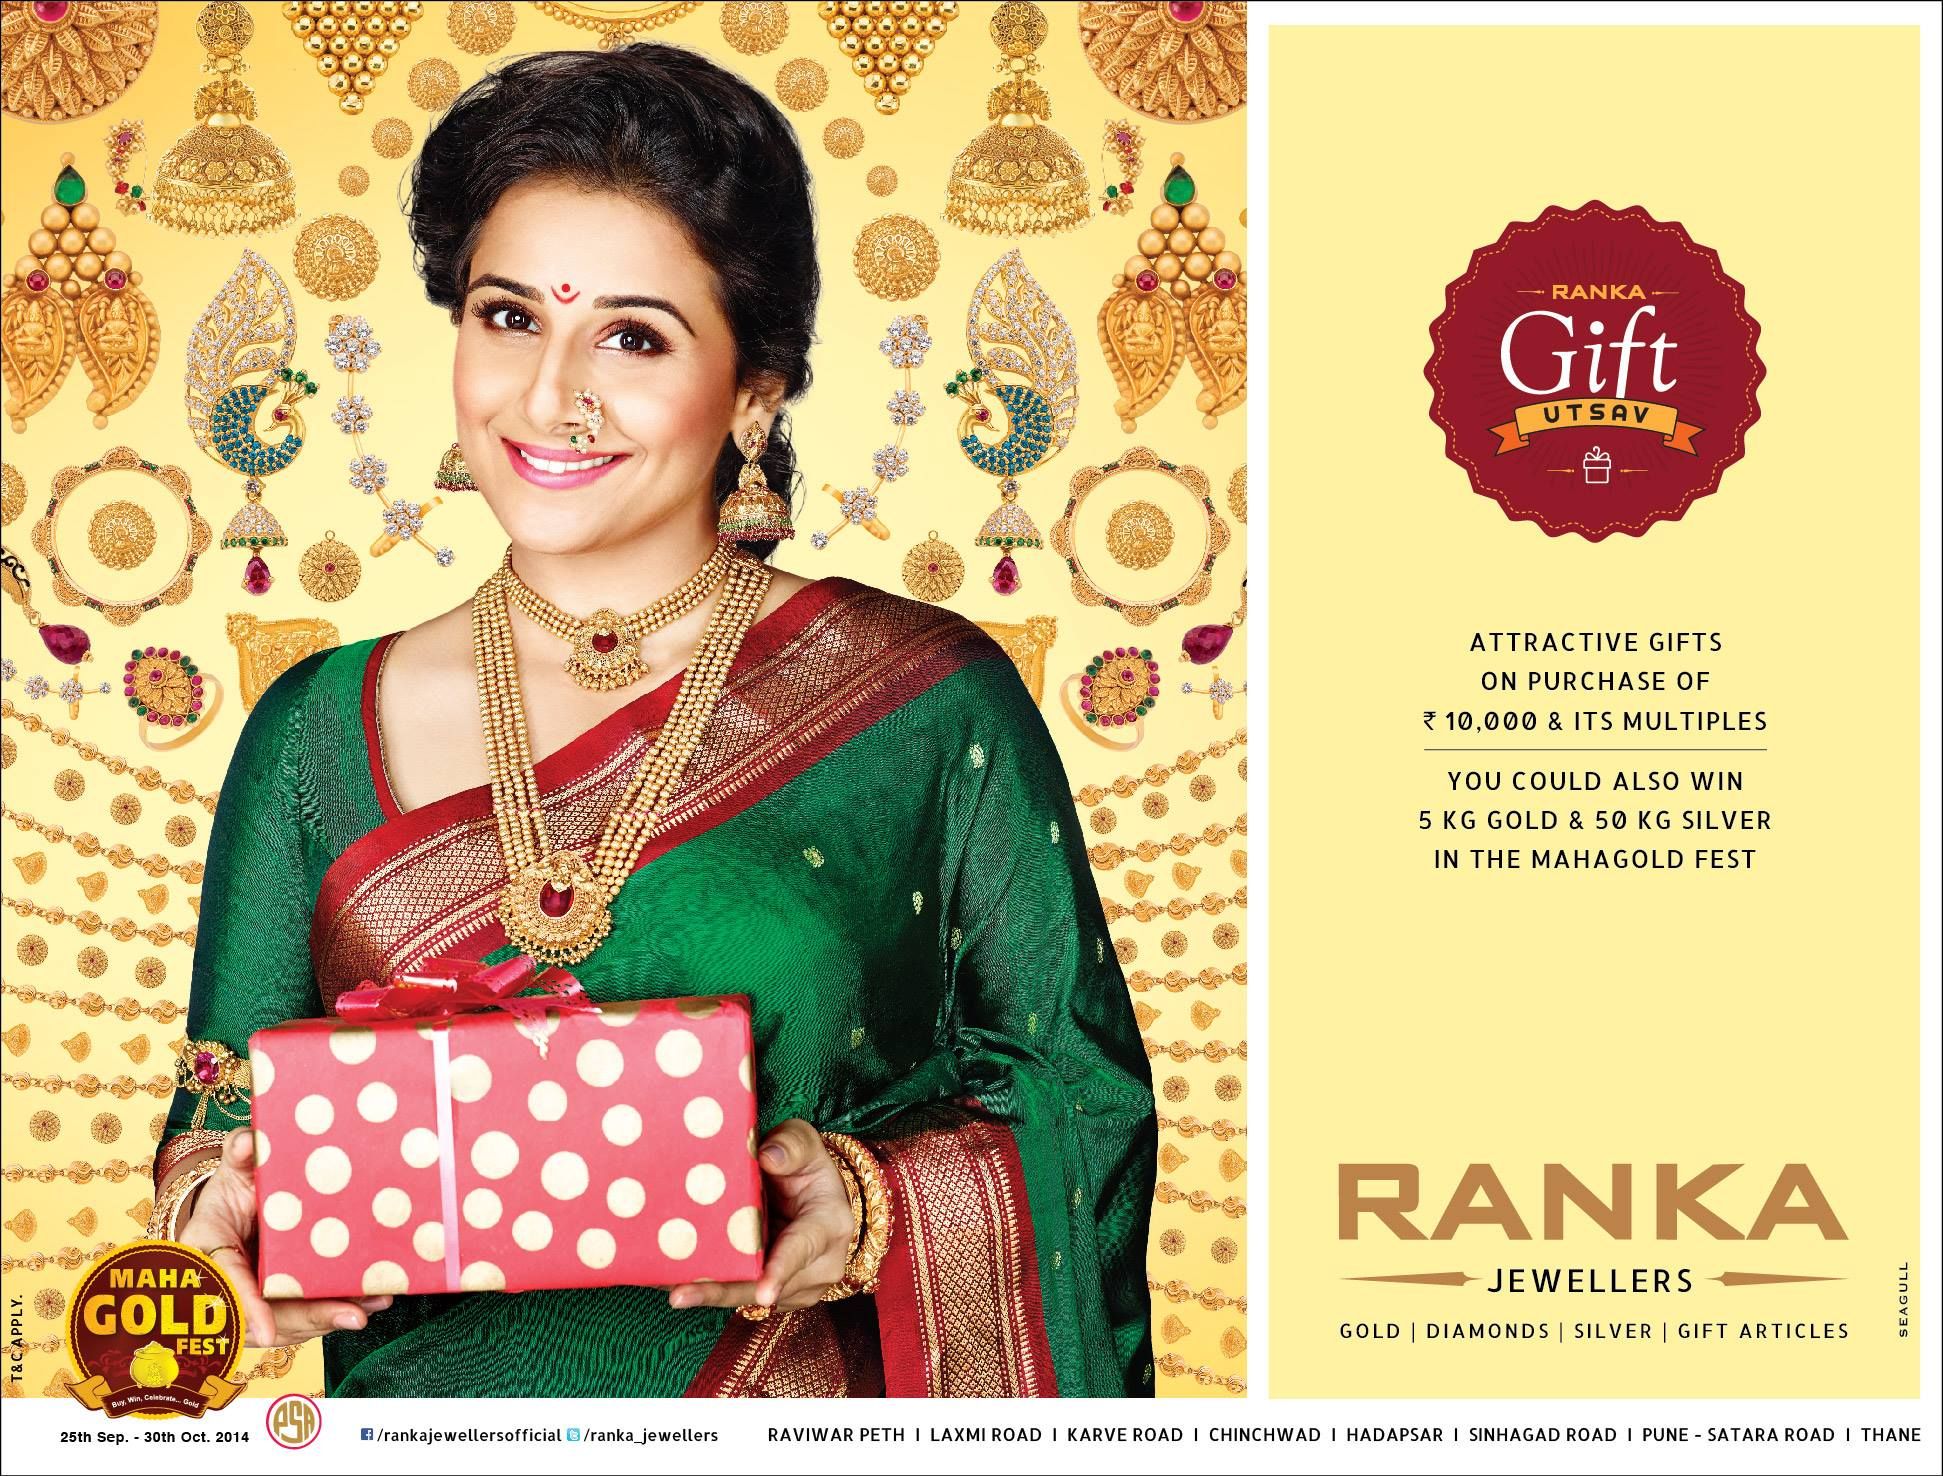 RANKA
Gift
UTSAV
ATTRACTIVE GIFTS
ON PURCHASE OF
₹ 10,000 & ITS MULTIPLES
YOU COULD ALSO WIN
5 KG GOLD & 50 KG SILVER
IN THE MAHAGOLD FEST
RANKA
JEWELLERS
GOLD | DIAMONDS | SILVER | GIFT ARTICLES
SEAGULL
T&C APPLY.
MAHA
GOLD
FEST
Buy, Win, Celebrate... Gold
25th Sep. - 30th Oct. 2014
PSA
/rankajewellersofficial /ranka_jewellers
RAVIWAR PETH I LAXMI ROAD I KARVE ROAD I CHINCHWAD I HADAPSAR I SINHAGAD ROAD I PUNE - SATARA ROAD I THANE